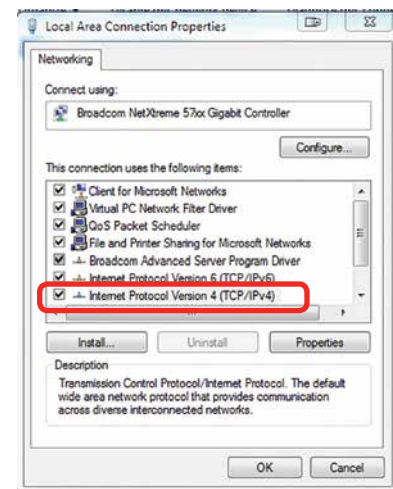 Local Area Connection Properties
Networking
Connect using:
Broadcom NetXtreme 57xx Gigabit Controller
Configure...
This connection uses the following items:
Client for Microsoft Networks
Virtual PC Network Filter Driver
QoS Packet Scheduler
File and Printer Sharing for Microsoft Networks
Broadcom Advanced Server Program Driver
Internet Protocol Version 6 (TCP/IPv6)
Internet Protocol Version 4 (TCP/IPv4)
Install... Uninstall Properties
Description
Transmission Control Protocol/Internet Protocol. The default
wide area network protocol that provides communication
across diverse interconnected networks.
OK Cancel